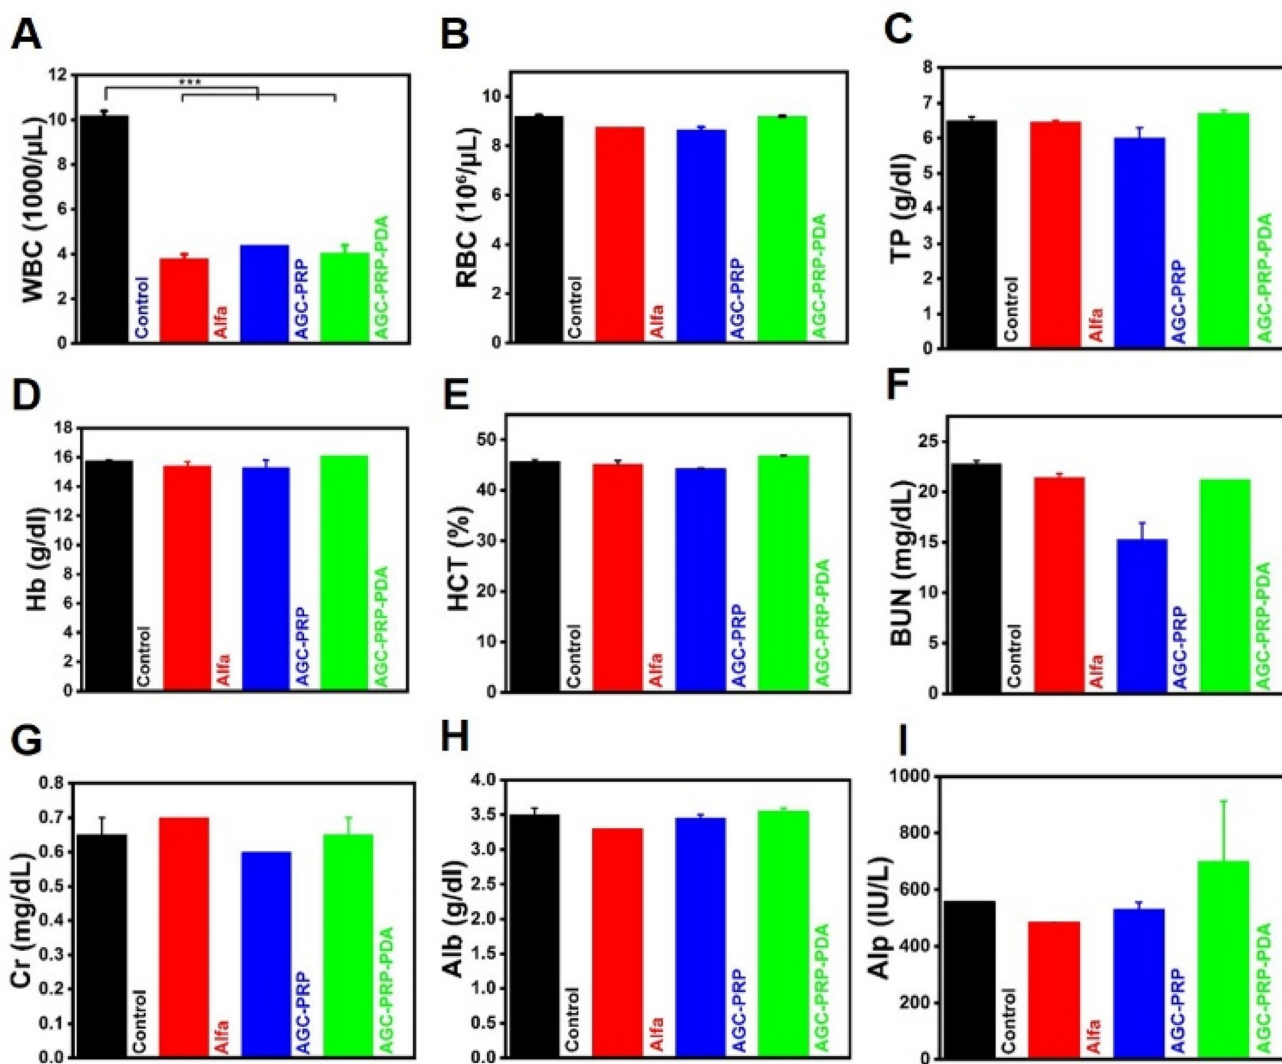 A
WBC (1000/µL)
12
10
8
6
4
2
0
***
Control
Alfa
AGC-PRP
AGC-PRP-PDA
B
RBC (10⁶/µL)
10
8
6
4
2
0
Control
Alfa
AGC-PRP
AGC-PRP-PDA
C
TP (g/dl)
8
7
6
5
4
3
2
1
0
Control
Alfa
AGC-PRP
AGC-PRP-PDA
D
Hb (g/dl)
18
16
14
12
10
8
6
4
2
0
Control
Alfa
AGC-PRP
AGC-PRP-PDA
E
HCT (%)
50
40
30
20
10
0
Control
Alfa
AGC-PRP
AGC-PRP-PDA
F
BUN (mg/dL)
25
20
15
10
5
0
Control
Alfa
AGC-PRP
AGC-PRP-PDA
G
Cr (mg/dL)
0.8
0.7
0.6
0.5
0.4
0.3
0.2
0.1
0.0
Control
Alfa
AGC-PRP
AGC-PRP-PDA
H
Alb (g/dl)
4.0
3.5
3.0
2.5
2.0
1.5
1.0
0.5
0.0
Control
Alfa
AGC-PRP
AGC-PRP-PDA
I
Alp (IU/L)
1000
800
600
400
200
0
Control
Alfa
AGC-PRP
AGC-PRP-PDA